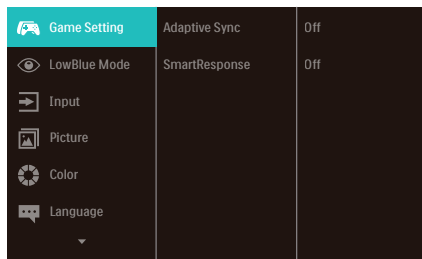 Game Setting Adaptive Sync Off
LowBlue Mode SmartResponse Off
Input
Picture
Color
Language